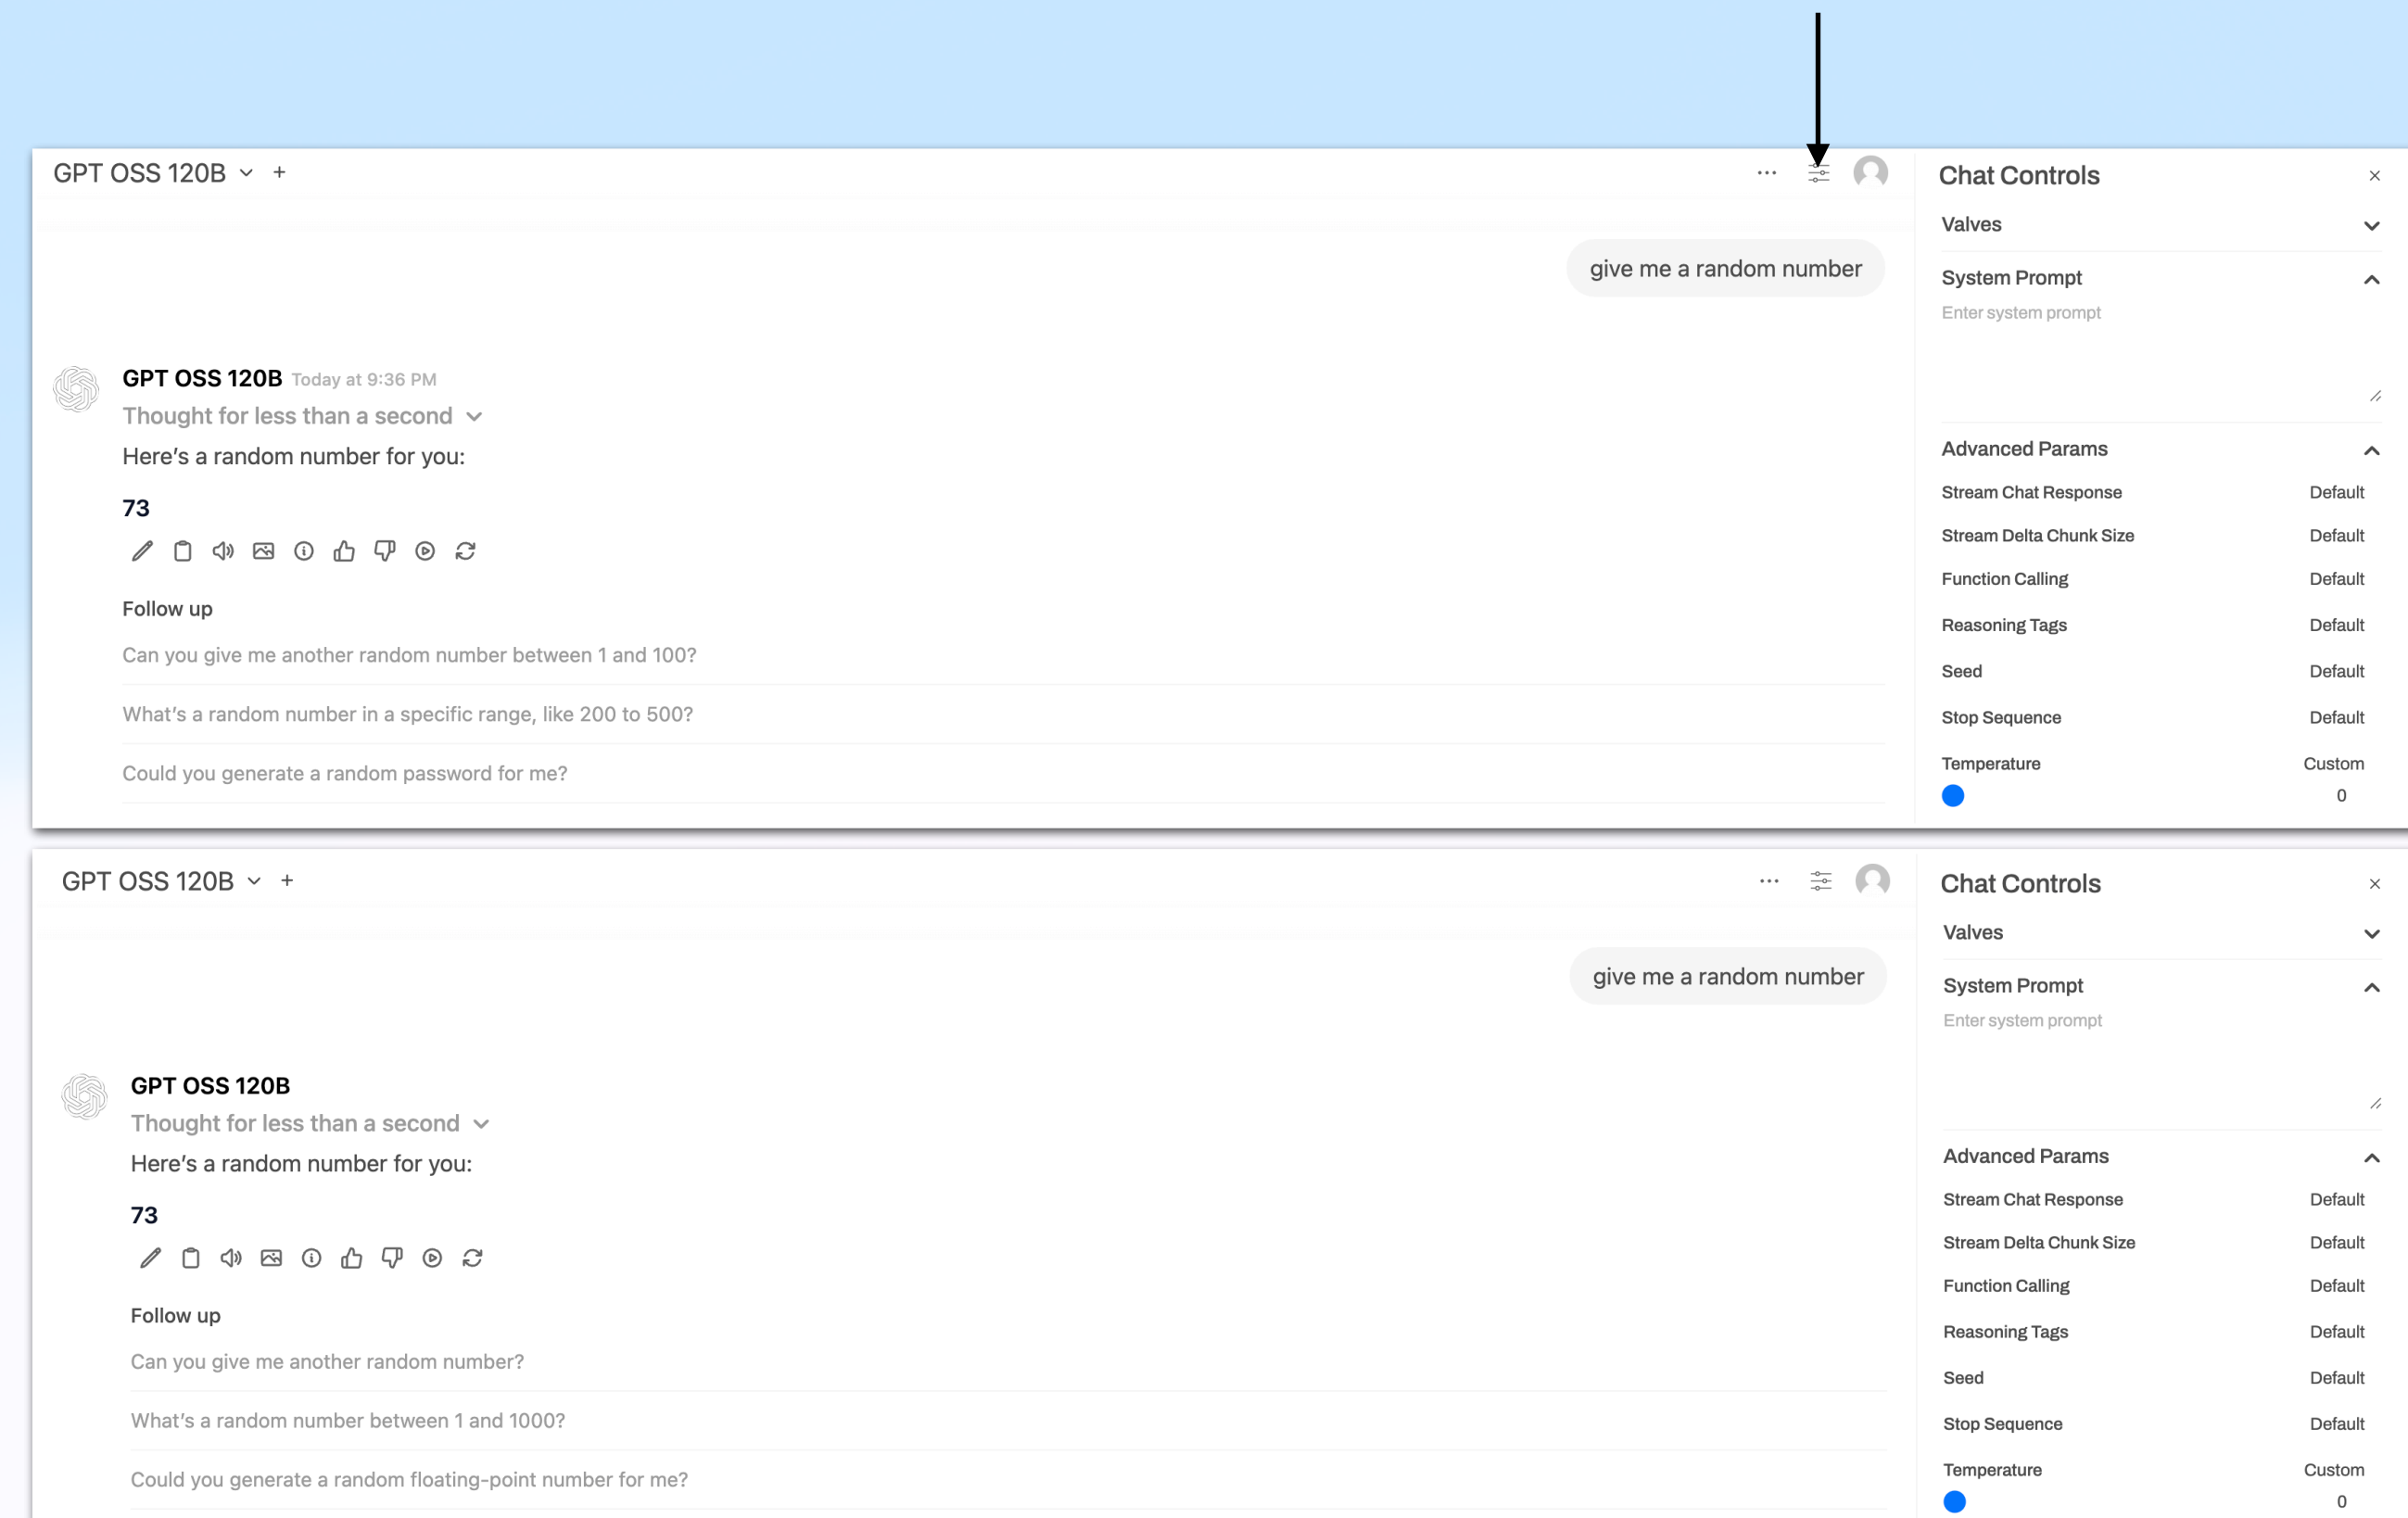 GPT OSS 120B
give me a random number
GPT OSS 120B Today at 9:36 PM
Thought for less than a second
Here's a random number for you:
73
Follow up
Can you give me another random number between 1 and 100?
What's a random number in a specific range, like 200 to 500?
Could you generate a random password for me?
Chat Controls
Valves
System Prompt
Enter system prompt
Advanced Params
Stream Chat Response Default
Stream Delta Chunk Size Default
Function Calling Default
Reasoning Tags Default
Seed Default
Stop Sequence Default
Temperature Custom
0
GPT OSS 120B
give me a random number
GPT OSS 120B
Thought for less than a second
Here's a random number for you:
73
Follow up
Can you give me another random number?
What's a random number between 1 and 1000?
Could you generate a random floating-point number for me?
Chat Controls
Valves
System Prompt
Enter system prompt
Advanced Params
Stream Chat Response Default
Stream Delta Chunk Size Default
Function Calling Default
Reasoning Tags Default
Seed Default
Stop Sequence Default
Temperature Custom
0